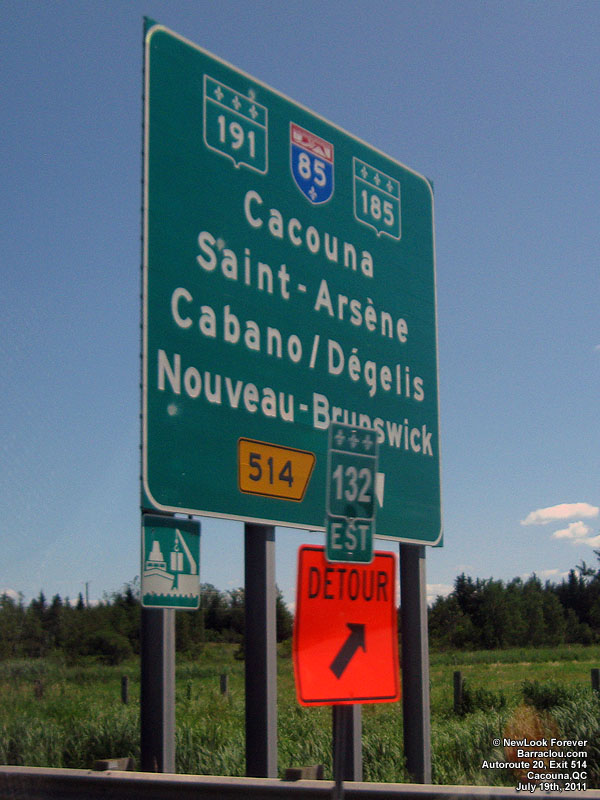 191
85
185
Cacouna
Saint-Arsène
Cabano/Dégelis
Nouveau-Brunswick
514
132
EST
DETOUR
© NewLook Forever
Barraclou.com
Autoroute 20, Exit 514
Cacouna,QC
July 19th, 2011